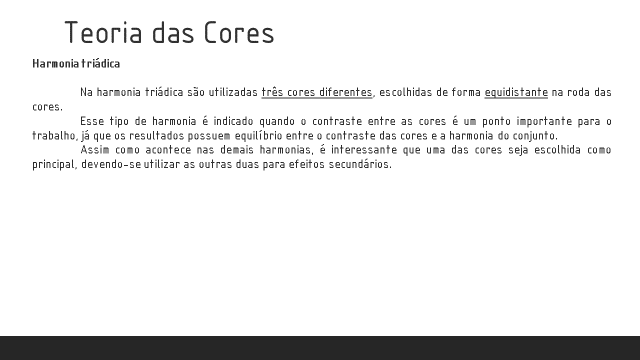 Teoria das Cores
Harmonia triádica
Na harmonia triádica são utilizadas três cores diferentes, escolhidas de forma equidistante na roda das
cores.
Esse tipo de harmonia é indicado quando o contraste entre as cores é um ponto importante para o
trabalho, já que os resultados possuem equilíbrio entre o contraste das cores e a harmonia do conjunto.
Assim como acontece nas demais harmonias, é interessante que uma das cores seja escolhida como
principal, devendo-se utilizar as outras duas para efeitos secundários.